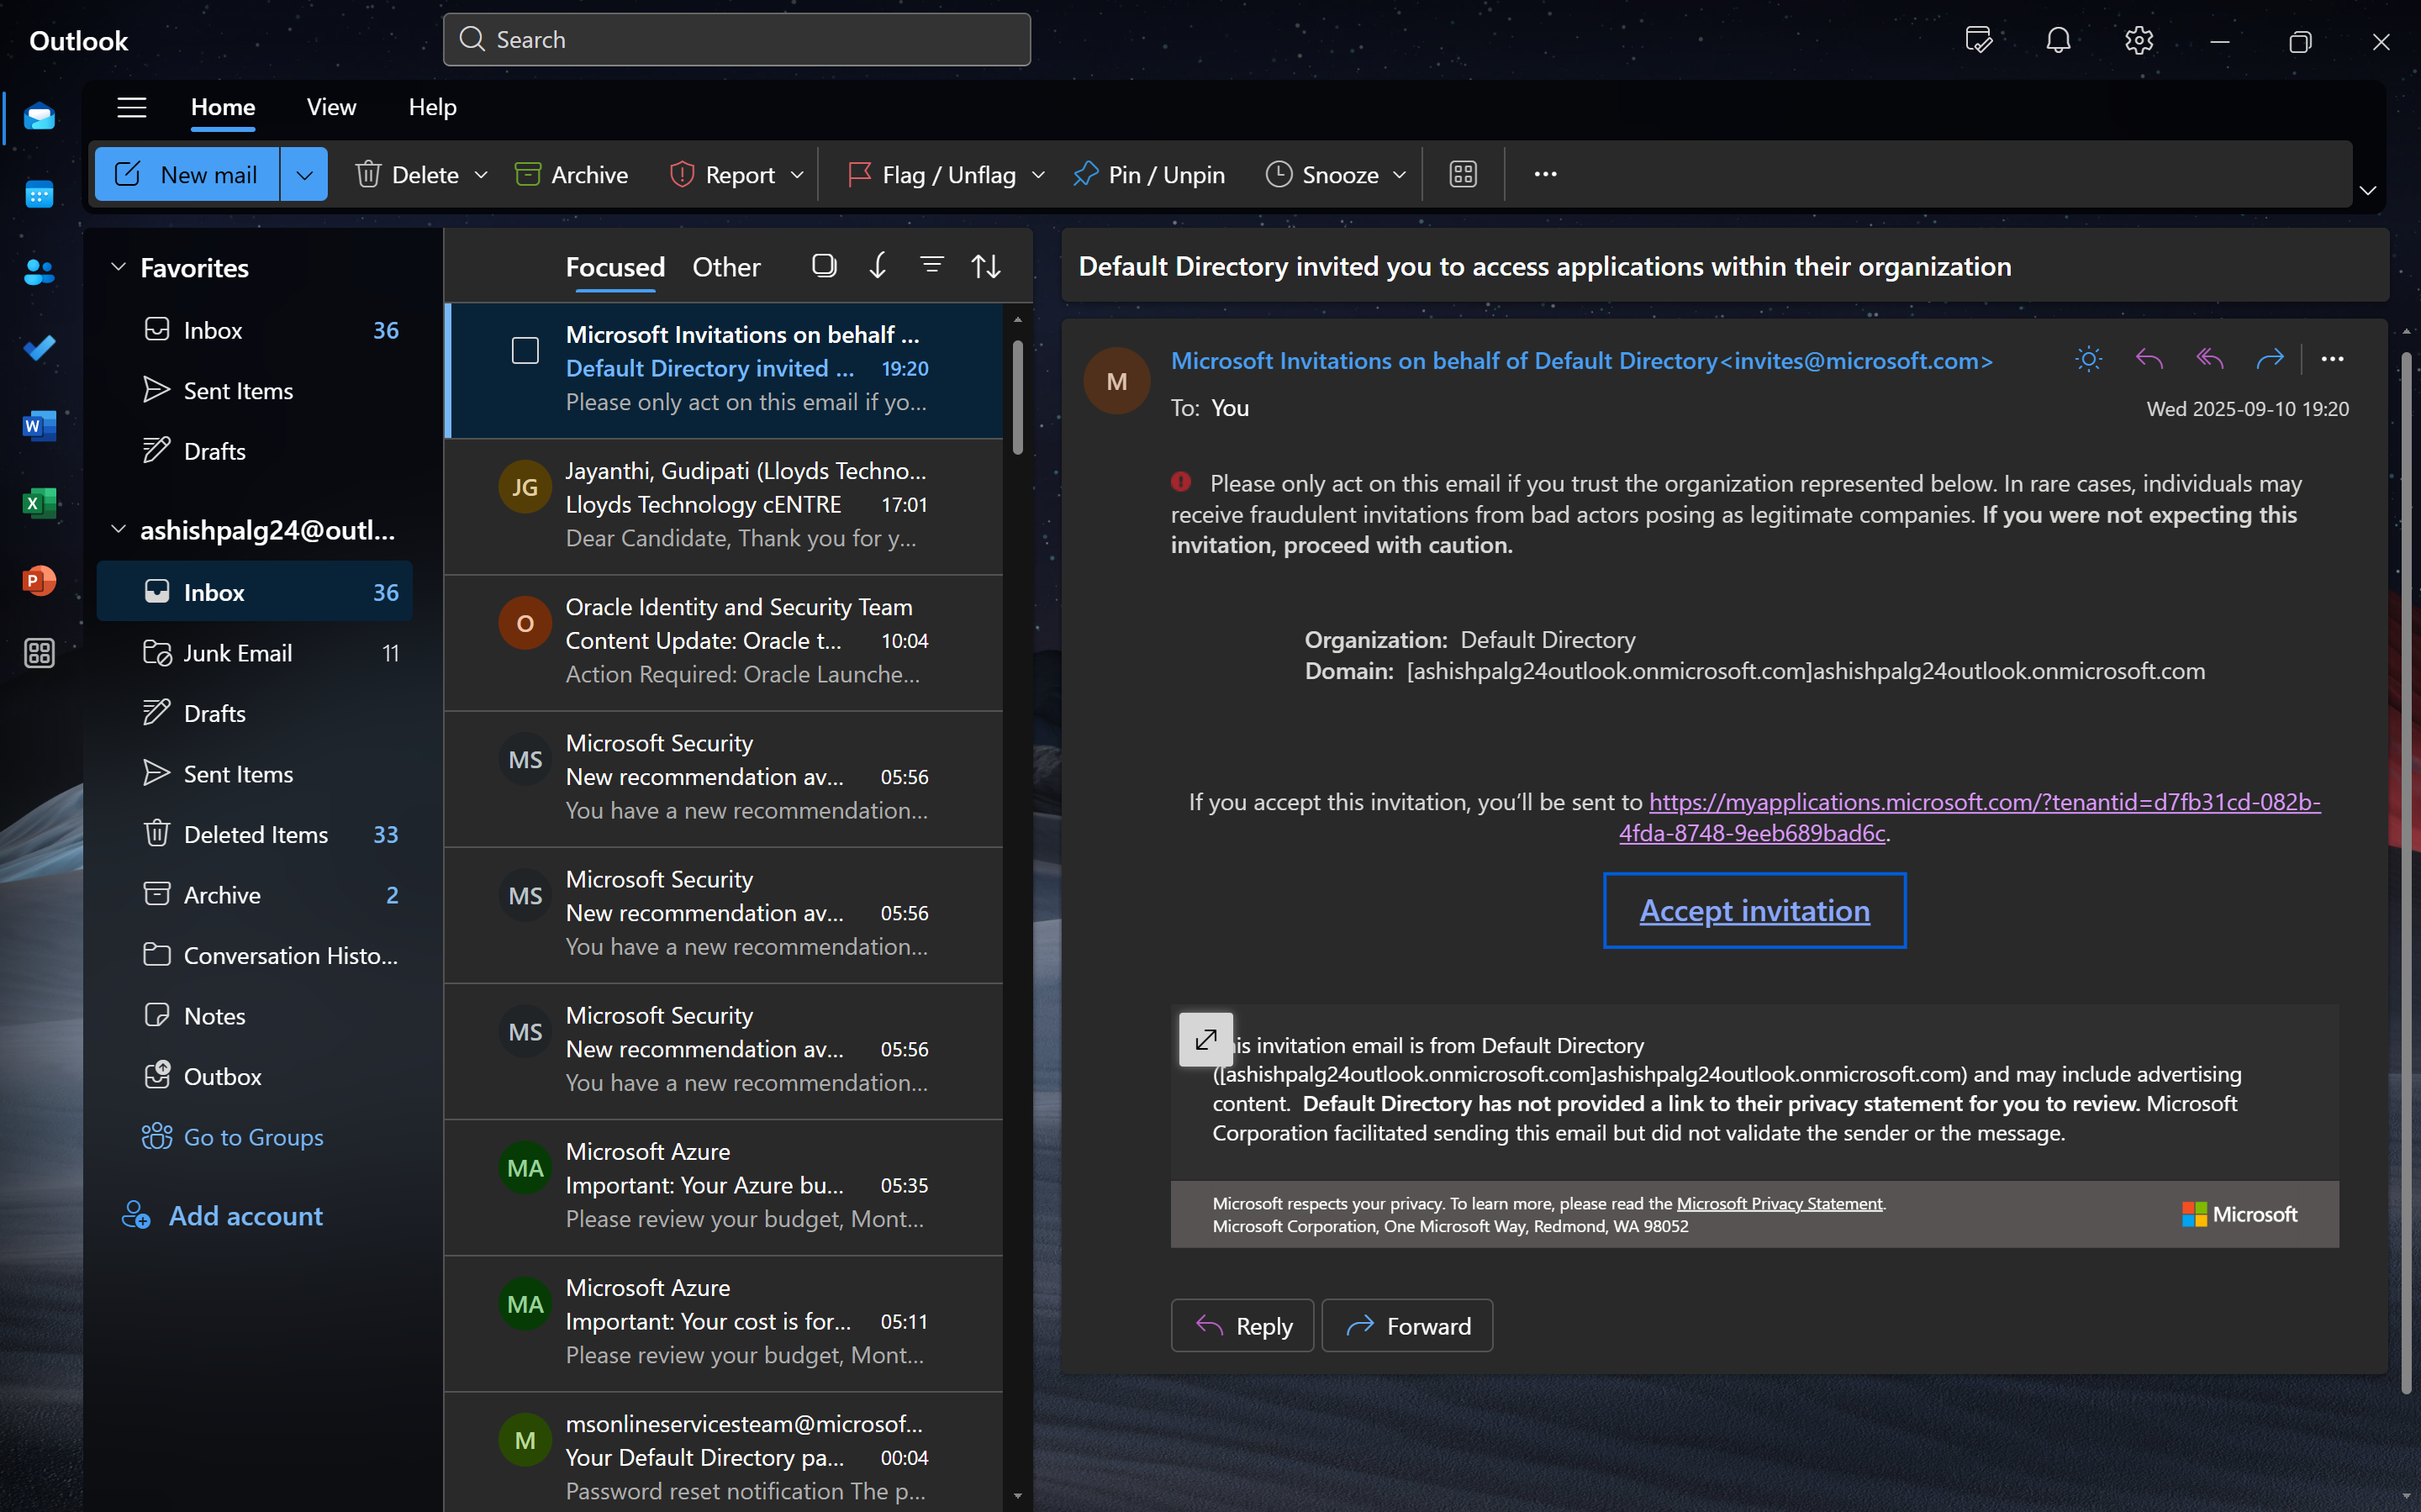 Outlook
Search
Home
View
Help
New mail
Delete
Archive
Report
Flag / Unflag
Pin / Unpin
Snooze
Favorites
Inbox 36
Sent Items
Drafts
ashishpalg24@outl...
Inbox 36
Junk Email 11
Drafts
Sent Items
Deleted Items 33
Archive 2
Conversation Histo...
Notes
Outbox
Go to Groups
Add account
Focused
Other
Microsoft Invitations on behalf ...
Default Directory invited ... 19:20
Please only act on this email if yo...
JG
Jayanthi, Gudipati (Lloyds Techno...
Lloyds Technology cENTRE 17:01
Dear Candidate, Thank you for y...
O
Oracle Identity and Security Team
Content Update: Oracle t... 10:04
Action Required: Oracle Launche...
MS
Microsoft Security
New recommendation av... 05:56
You have a new recommendation...
MS
Microsoft Security
New recommendation av... 05:56
You have a new recommendation...
MS
Microsoft Security
New recommendation av... 05:56
You have a new recommendation...
MA
Microsoft Azure
Important: Your Azure bu... 05:35
Please review your budget, Mont...
MA
Microsoft Azure
Important: Your cost is for... 05:11
Please review your budget, Mont...
M
msonlineservicesteam@microsof...
Your Default Directory pa... 00:04
Password reset notification The p...
Default Directory invited you to access applications within their organization
M
Microsoft Invitations on behalf of Default Directory<invites@microsoft.com>
To: You
Wed 2025-09-10 19:20
Please only act on this email if you trust the organization represented below. In rare cases, individuals may
receive fraudulent invitations from bad actors posing as legitimate companies. If you were not expecting this
invitation, proceed with caution.
Organization: Default Directory
Domain: [ashishpalg24outlook.onmicrosoft.com]ashishpalg24outlook.onmicrosoft.com
If you accept this invitation, you’ll be sent to https://myapplications.microsoft.com/?tenantid=d7fb31cd-082b-
4fda-8748-9eeb689bad6c.
Accept invitation
is invitation email is from Default Directory
([ashishpalg24outlook.onmicrosoft.com]ashishpalg24outlook.onmicrosoft.com) and may include advertising
content. Default Directory has not provided a link to their privacy statement for you to review. Microsoft
Corporation facilitated sending this email but did not validate the sender or the message.
Microsoft respects your privacy. To learn more, please read the Microsoft Privacy Statement.
Microsoft Corporation, One Microsoft Way, Redmond, WA 98052
Microsoft
Reply
Forward
W
X
P